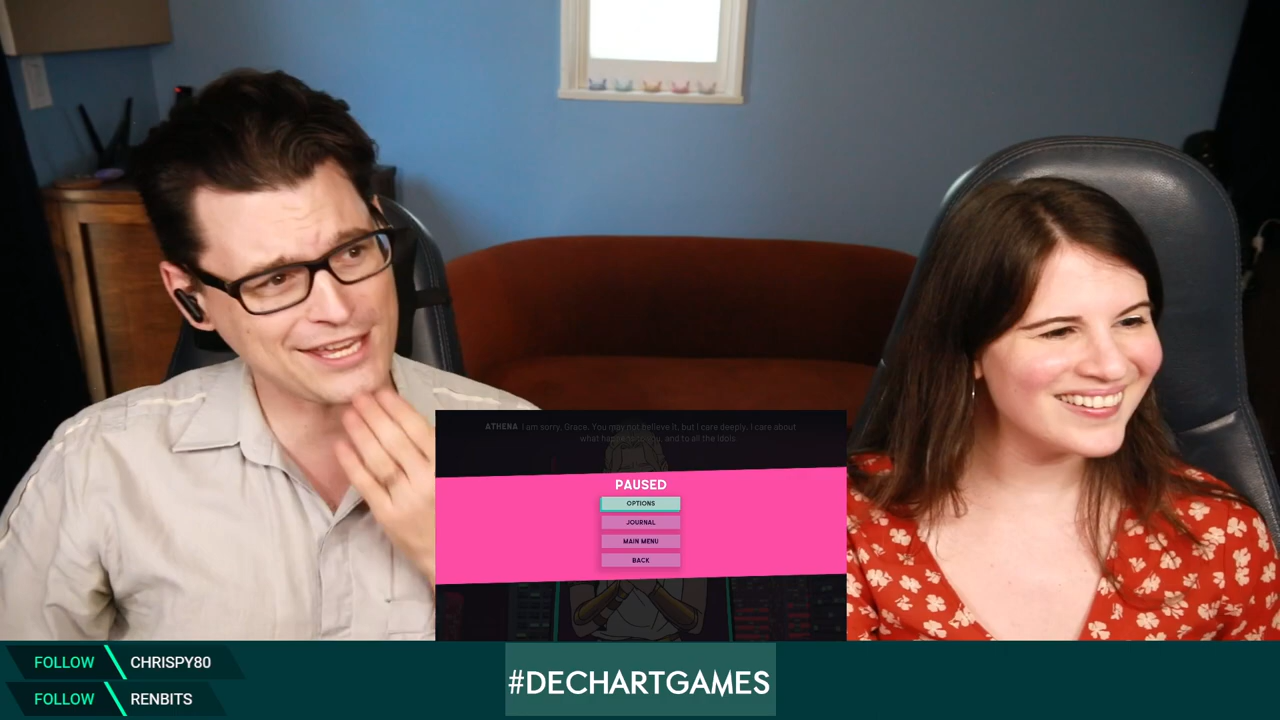 ATHENA I am sorry, Grace. You may not believe it, but I care deeply. I care about
what happens to you, and to all the Idols
PAUSED
OPTIONS
JOURNAL
MAIN MENU
BACK
FOLLOW CHRISPY80
FOLLOW RENBITS
#DECHARTGAMES